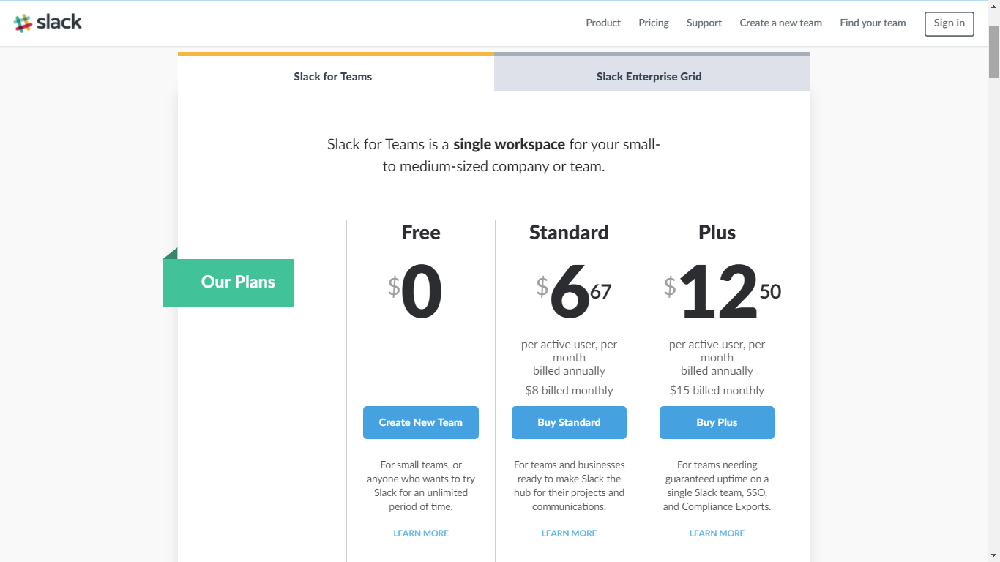 slack
Product Pricing Support Create a new team Find your team Sign in
Slack for Teams
Slack Enterprise Grid
Slack for Teams is a single workspace for your small-
to medium-sized company or team.
Our Plans
Free
$0
Create New Team
For small teams, or
anyone who wants to try
Slack for an unlimited
period of time.
LEARN MORE
Standard
$6 67
per active user, per
month
billed annually
$8 billed monthly
Buy Standard
For teams and businesses
ready to make Slack the
hub for their projects and
communications.
LEARN MORE
Plus
$12 50
per active user, per
month
billed annually
$15 billed monthly
Buy Plus
For teams needing
guaranteed uptime on a
single Slack team, SSO,
and Compliance Exports.
LEARN MORE